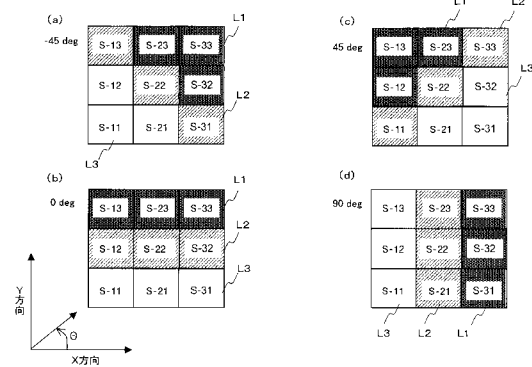 (a)
-45 deg
L1
S-13 S-23 S-33
S-12 S-22 S-32
L2
S-11 S-21 S-31
L3
(b)
0 deg
L1
S-13 S-23 S-33
L2
S-12 S-22 S-32
L3
S-11 S-21 S-31
Y方向
Θ
X方向
(c)
45 deg
L1
L2
S-13 S-23 S-33
L3
S-12 S-22 S-32
S-11 S-21 S-31
(d)
90 deg
S-13 S-23 S-33
S-12 S-22 S-32
S-11 S-21 S-31
L3 L2 L1